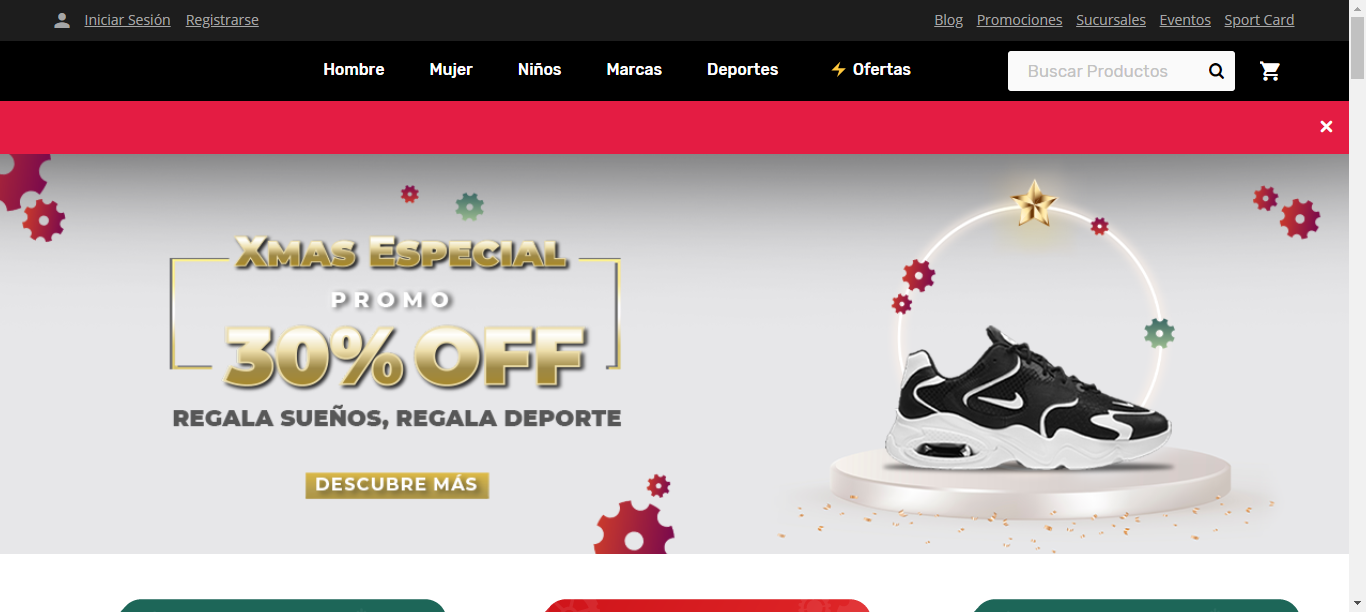 Iniciar Sesión Registrarse Blog Promociones Sucursales Eventos Sport Card
Hombre Mujer Niños Marcas Deportes ⚡ Ofertas Buscar Productos
XMAS ESPECIAL
PROMO
30% OFF
REGALA SUEÑOS, REGALA DEPORTE
DESCUBRE MÁS